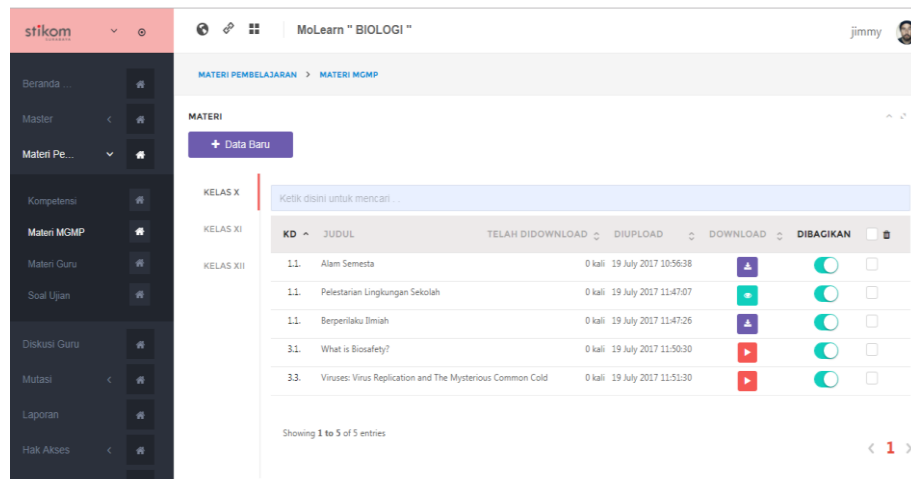 stikom
SURABAYA
MoLearn " BIOLOGI "
jimmy
Beranda ...
Master
Materi Pe...
Kompetensi
Materi MGMP
Materi Guru
Soal Ujian
Diskusi Guru
Mutasi
Laporan
Hak Akses
MATERI PEMBELAJARAN > MATERI MGMP
MATERI
+ Data Baru
KELAS X
KELAS XI
KELAS XII
Ketik disini untuk mencari ...
KD JUDUL TELAH DIDOWNLOAD DIUPLOAD DOWNLOAD DIBAGIKAN
1.1. Alam Semesta 0 kali 19 July 2017 10:56:38
1.1. Pelestarian Lingkungan Sekolah 0 kali 19 July 2017 11:47:07
1.1. Berperilaku Ilmiah 0 kali 19 July 2017 11:47:26
3.1. What is Biosafety? 0 kali 19 July 2017 11:50:30
3.3. Viruses: Virus Replication and The Mysterious Common Cold 0 kali 19 July 2017 11:51:30
Showing 1 to 5 of 5 entries
< 1 >